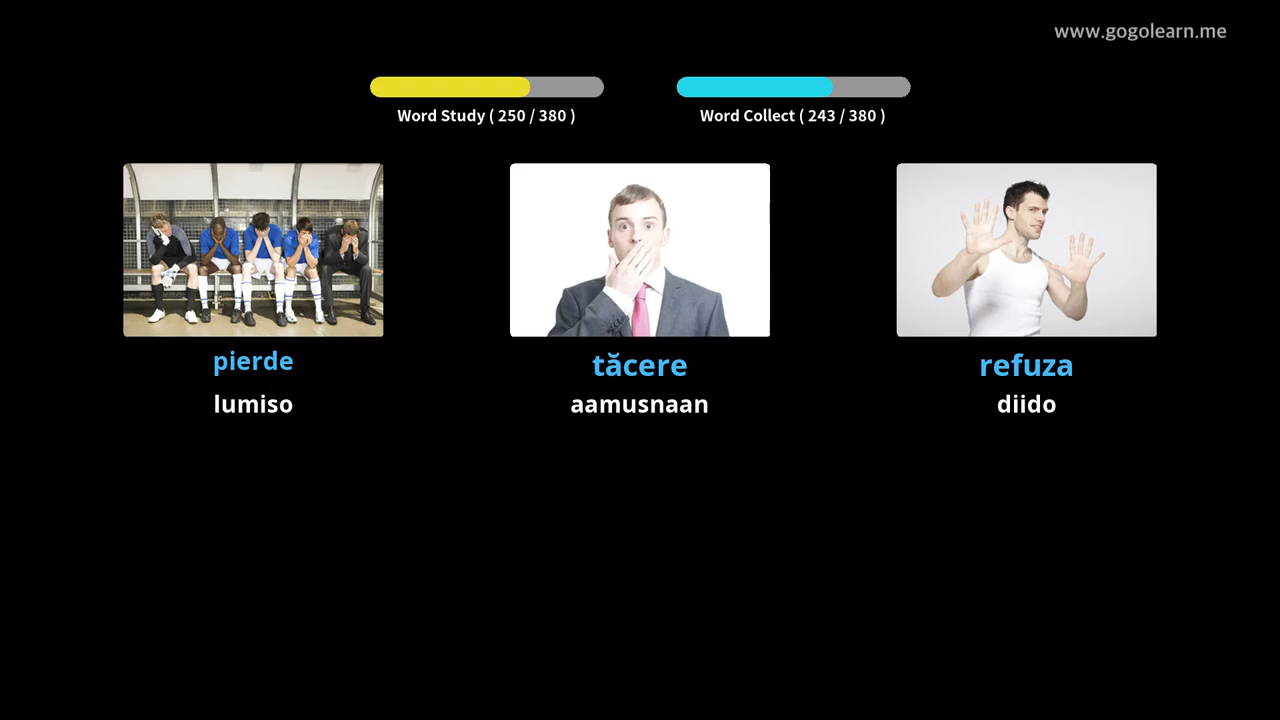 www.gogolearn.me
Word Study ( 250 / 380 )
Word Collect ( 243 / 380 )
pierde
tăcere
refuza
lumiso
aamusnaan
diido